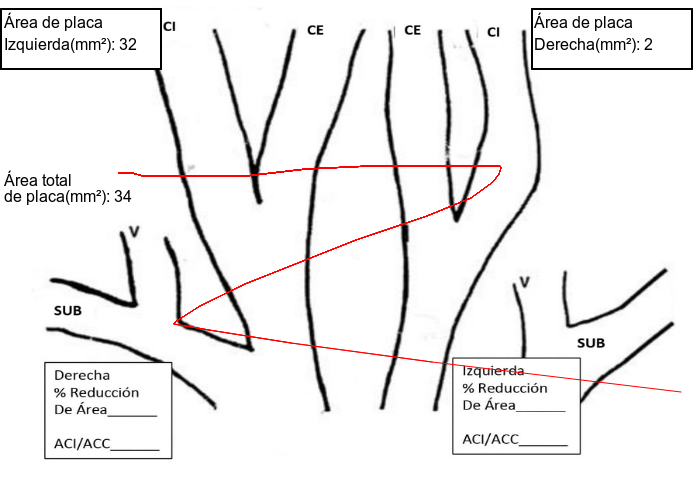 Área de placa
Izquierda(mm²): 32
CI
CE
CE
CI
Área de placa
Derecha(mm²): 2
Área total
de placa(mm²): 34
V
SUB
V
SUB
Derecha
% Reducción
De Área_______
ACI/ACC_______
Izquierda
% Reducción
De Área_______
ACI/ACC_______